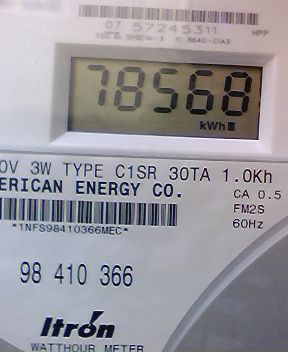 07 57245311 HPP
78568
kWh
0V 3W TYPE C1SR 30TA 1.0Kh
ERICAN ENERGY CO. CA 0.5
FM2S
60Hz
*1NFS98410366MEC*
98 410 366
Itron
WATTHOUR METER